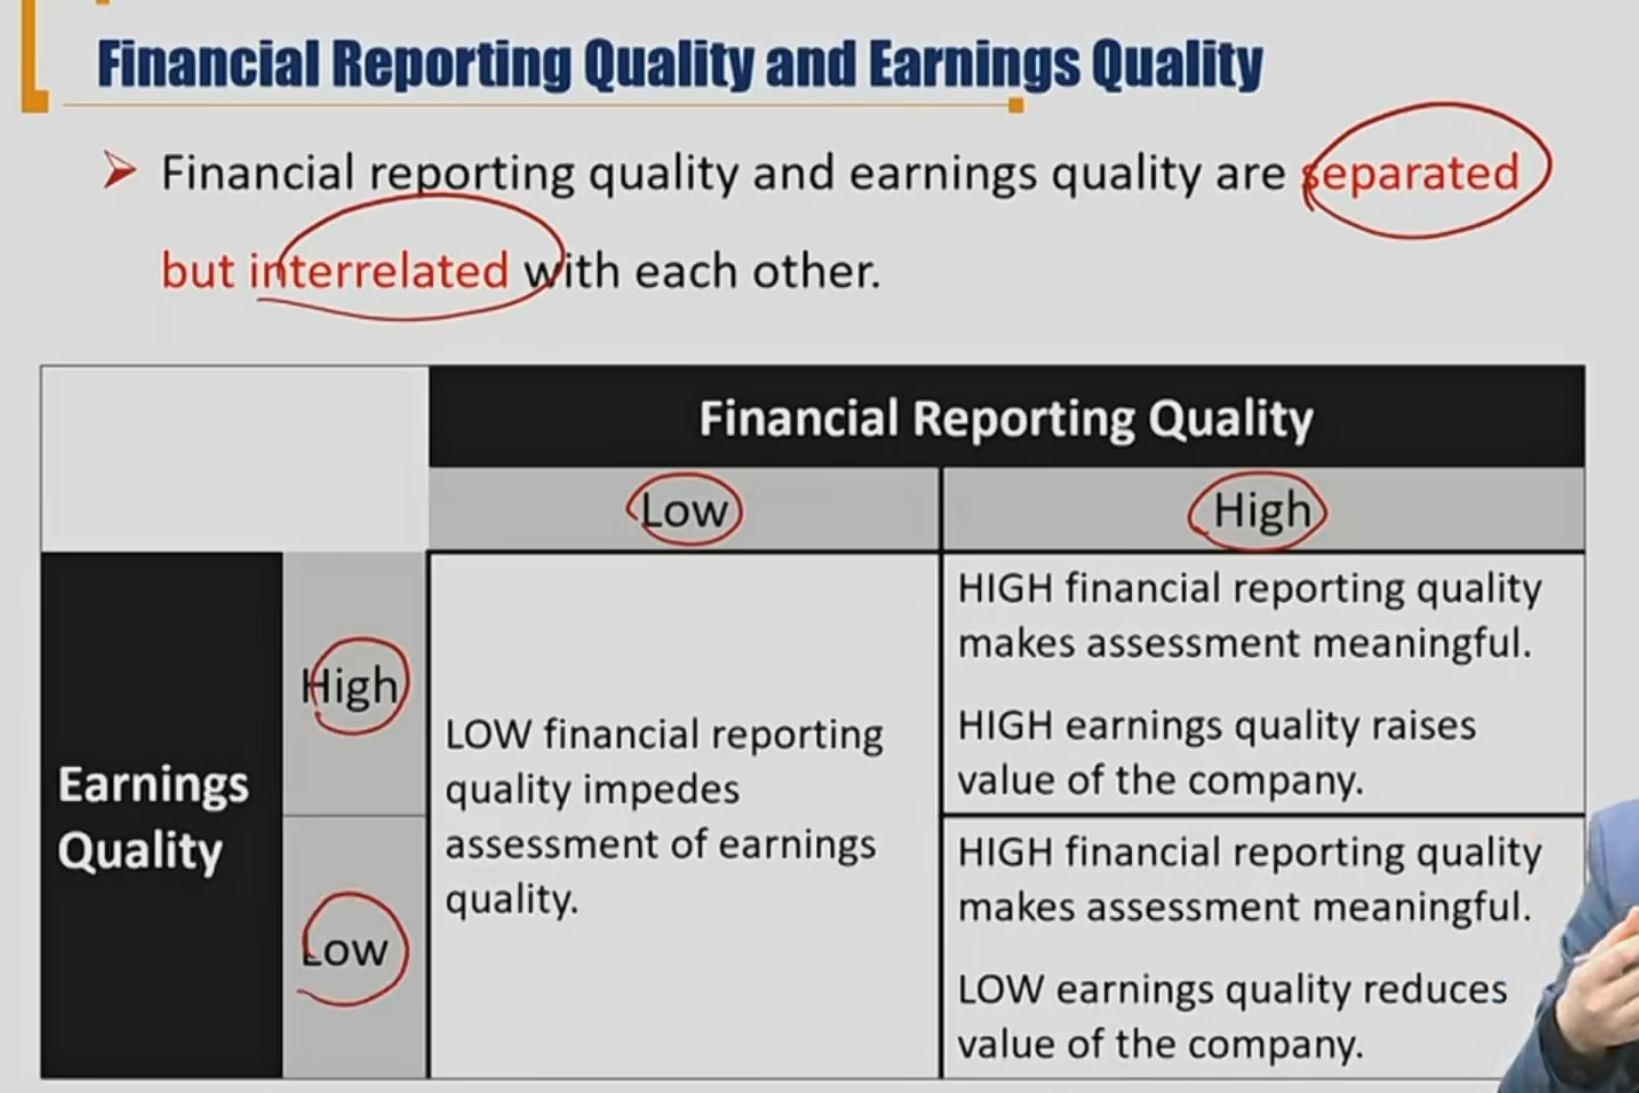 Financial Reporting Quality and Earnings Quality
Financial reporting quality and earnings quality are separated
but interrelated with each other.
Financial Reporting Quality
Low
High
Earnings
Quality
High
Low
LOW financial reporting
quality impedes
assessment of earnings
quality.
HIGH financial reporting quality
makes assessment meaningful.
HIGH earnings quality raises
value of the company.
HIGH financial reporting quality
makes assessment meaningful.
LOW earnings quality reduces
value of the company.